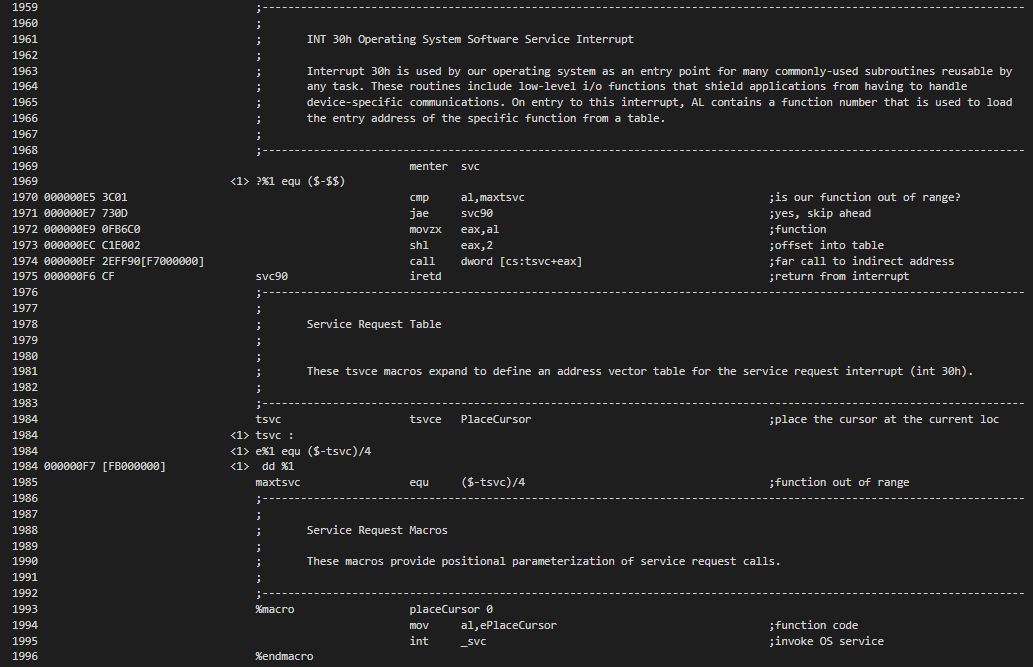 1959 ;-----------------------------------------------------------------------------------------------------------------------
1960 ;
1961 ; INT 30h Operating System Software Service Interrupt
1962 ;
1963 ; Interrupt 30h is used by our operating system as an entry point for many commonly-used subroutines reusable by
1964 ; any task. These routines include low-level i/o functions that shield applications from having to handle
1965 ; device-specific communications. On entry to this interrupt, AL contains a function number that is used to load
1966 ; the entry address of the specific function from a table.
1967 ;
1968 ;-----------------------------------------------------------------------------------------------------------------------
1969 menter svc
1969 <1> ?%1 equ ($-$$)
1970 000000E5 3C01 cmp al,maxtsvc ;is our function out of range?
1971 000000E7 730D jae svc90 ;yes, skip ahead
1972 000000E9 0FB6C0 movzx eax,al ;function
1973 000000EC C1E002 shl eax,2 ;offset into table
1974 000000EF 2EFF90[F7000000] call dword [cs:tsvc+eax] ;far call to indirect address
1975 000000F6 CF svc90 iretd ;return from interrupt
1976 ;-----------------------------------------------------------------------------------------------------------------------
1977 ;
1978 ; Service Request Table
1979 ;
1980 ;
1981 ; These tsvce macros expand to define an address vector table for the service request interrupt (int 30h).
1982 ;
1983 ;-----------------------------------------------------------------------------------------------------------------------
1984 tsvc tsvce PlaceCursor ;place the cursor at the current loc
1984 <1> tsvc :
1984 <1> e%1 equ ($-tsvc)/4
1984 000000F7 [FB000000] <1> dd %1
1985 maxtsvc equ ($-tsvc)/4 ;function out of range
1986 ;-----------------------------------------------------------------------------------------------------------------------
1987 ;
1988 ; Service Request Macros
1989 ;
1990 ; These macros provide positional parameterization of service request calls.
1991 ;
1992 ;-----------------------------------------------------------------------------------------------------------------------
1993 %macro placeCursor 0
1994 mov al,ePlaceCursor ;function code
1995 int _svc ;invoke OS service
1996 %endmacro